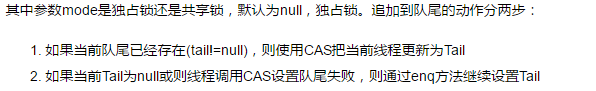 其中参数mode是独占锁还是共享锁，默认为null，独占锁。追加到队尾的动作分两步：
1. 如果当前队尾已经存在(tail!=null)，则使用CAS把当前线程更新为Tail
2. 如果当前Tail为null或则线程调用CAS设置队尾失败，则通过enq方法继续设置Tail